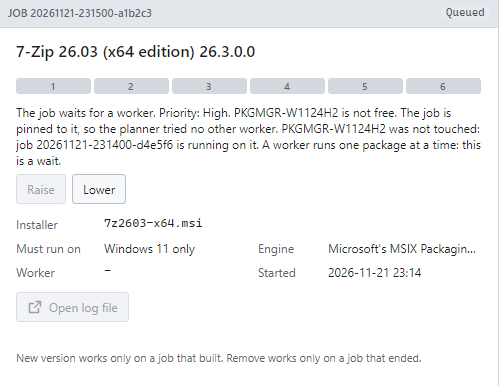 JOB 20261121-231500-a1b2c3 Queued
7-Zip 26.03 (x64 edition) 26.3.0.0
1 2 3 4 5 6
The job waits for a worker. Priority: High. PKGMGR-W1124H2 is not free. The job is
pinned to it, so the planner tried no other worker. PKGMGR-W1124H2 was not touched:
job 20261121-231400-d4e5f6 is running on it. A worker runs one package at a time: this
is a wait.
Raise Lower
Installer 7z2603-x64.msi
Must run on Windows 11 only Engine Microsoft's MSIX Packagin...
Worker – Started 2026-11-21 23:14
Open log file
New version works only on a job that built. Remove works only on a job that ended.